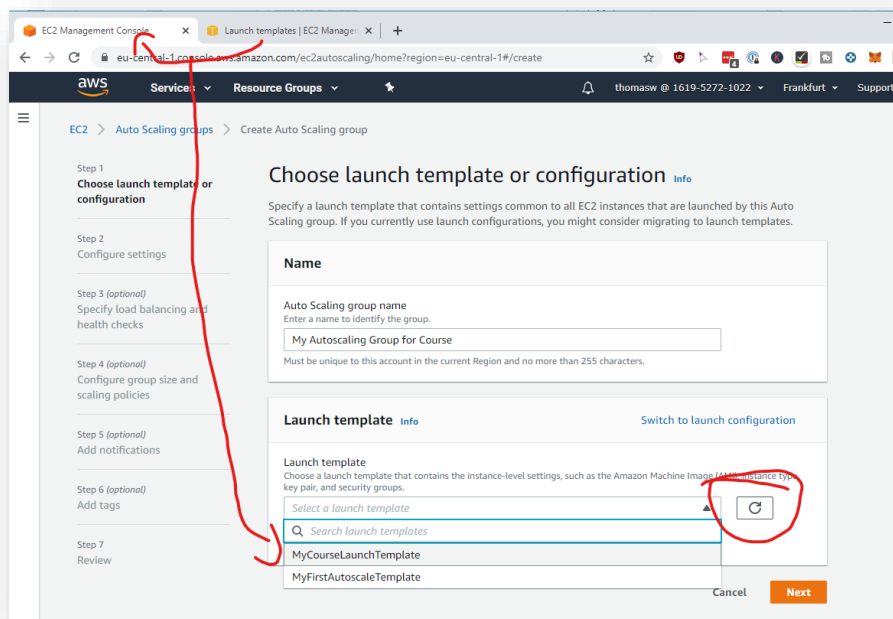 EC2 Management Console
Launch templates | EC2 Manager
eu-central-1.console.aws.amazon.com/ec2autoscaling/home?region=eu-central-1#/create
4
aws
Services
Resource Groups
thomasw @ 1619-5272-1022
Frankfurt
Support
EC2 > Auto Scaling groups > Create Auto Scaling group
Step 1
Choose launch template or
configuration
Step 2
Configure settings
Step 3 (optional)
Specify load balancing and
health checks
Step 4 (optional)
Configure group size and
scaling policies
Step 5 (optional)
Add notifications
Step 6 (optional)
Add tags
Step 7
Review
Choose launch template or configuration Info
Specify a launch template that contains settings common to all EC2 instances that are launched by this Auto
Scaling group. If you currently use launch configurations, you might consider migrating to launch templates.
Name
Auto Scaling group name
Enter a name to identify the group.
My Autoscaling Group for Course
Must be unique to this account in the current Region and no more than 255 characters.
Launch template Info
Switch to launch configuration
Launch template
Choose a launch template that contains the instance-level settings, such as the Amazon Machine Image (AMI), instance type,
key pair, and security groups.
Select a launch template
Search launch templates
MyCourseLaunchTemplate
MyFirstAutoscaleTemplate
Cancel
Next